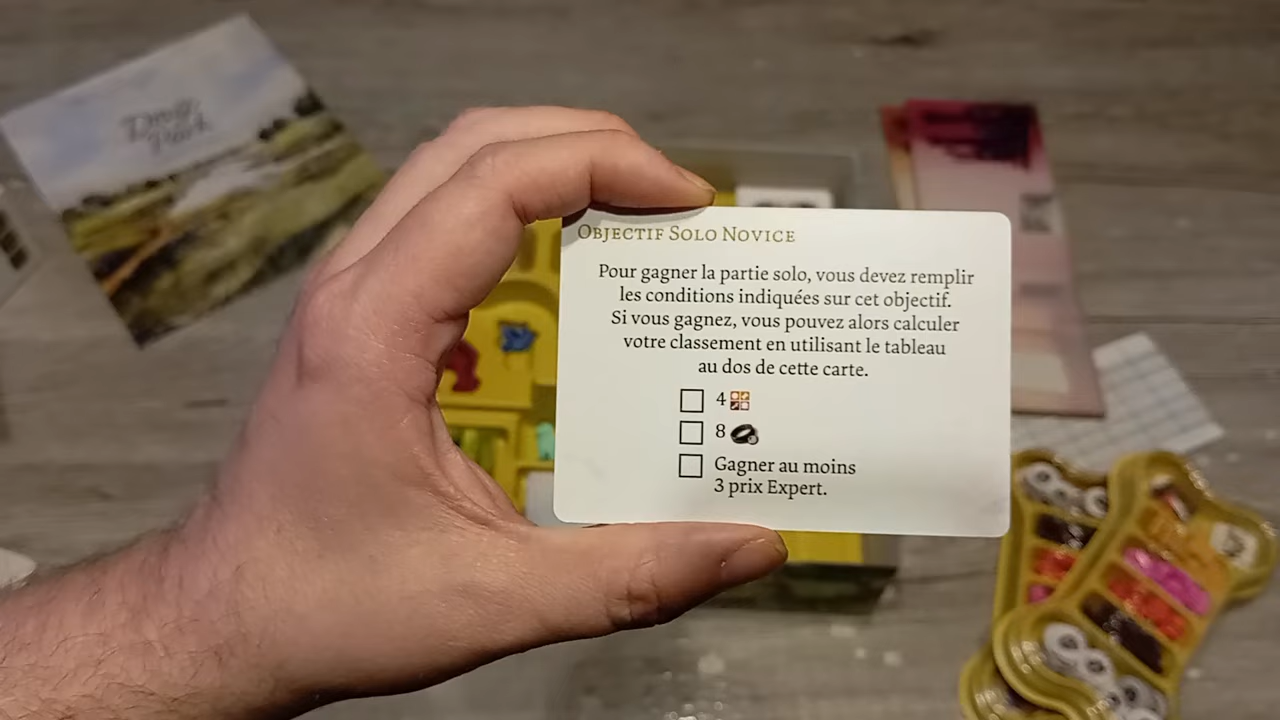 Objectif Solo Novice
Pour gagner la partie solo, vous devez remplir
les conditions indiquées sur cet objectif.
Si vous gagnez, vous pouvez alors calculer
votre classement en utilisant le tableau
au dos de cette carte.
4
8
Gagner au moins
3 prix Expert.